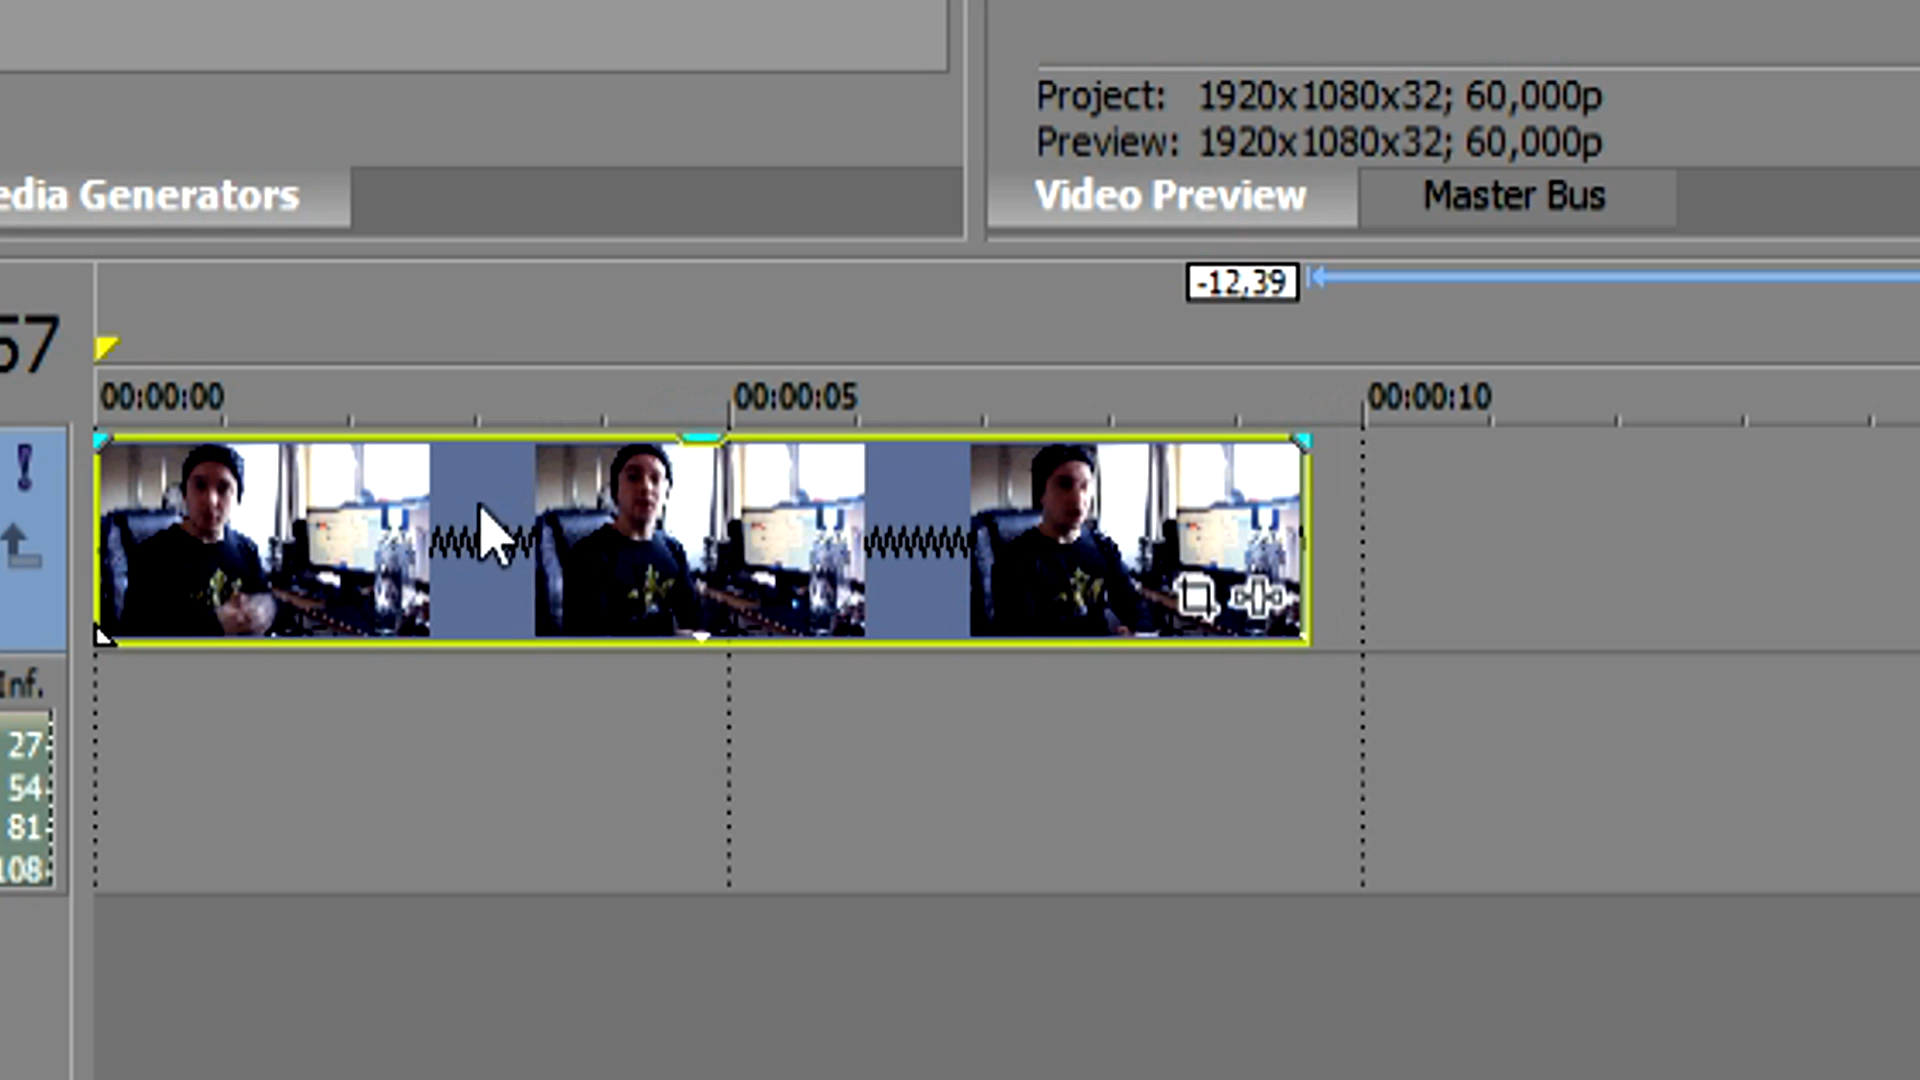 Project: 1920x1080x32; 60,000p
Preview: 1920x1080x32; 60,000p
edia Generators
Video Preview
Master Bus
-12,39
57
00:00:00
00:00:05
00:00:10
Inf.
27
54
81
108